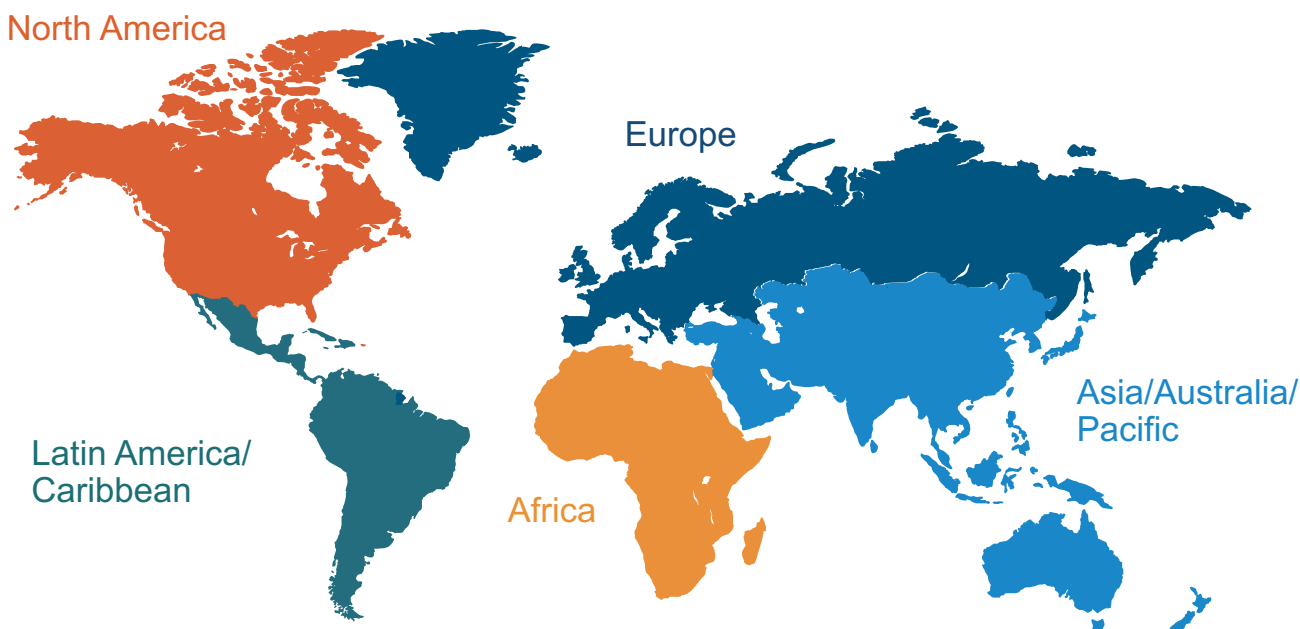 North America
Europe
Asia/Australia/
Pacific
Latin America/
Caribbean
Africa